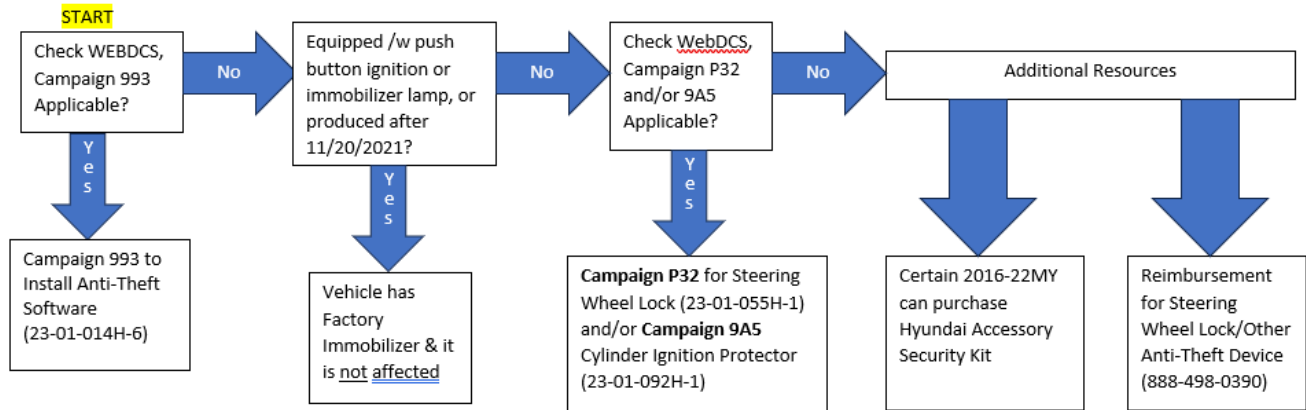 START
Check WEBDCS,
Campaign 993
Applicable?
No
Equipped /w push
button ignition or
immobilizer lamp, or
produced after
11/20/2021?
No
Check WebDCS,
Campaign P32
and/or 9A5
Applicable?
No
Additional Resources
Yes
Yes
Yes
Campaign 993 to
Install Anti-Theft
Software
(23-01-014H-6)
Vehicle has
Factory
Immobilizer & it
is not affected
Campaign P32 for Steering
Wheel Lock (23-01-055H-1)
and/or Campaign 9A5
Cylinder Ignition Protector
(23-01-092H-1)
Certain 2016-22MY
can purchase
Hyundai Accessory
Security Kit
Reimbursement
for Steering
Wheel Lock/Other
Anti-Theft Device
(888-498-0390)